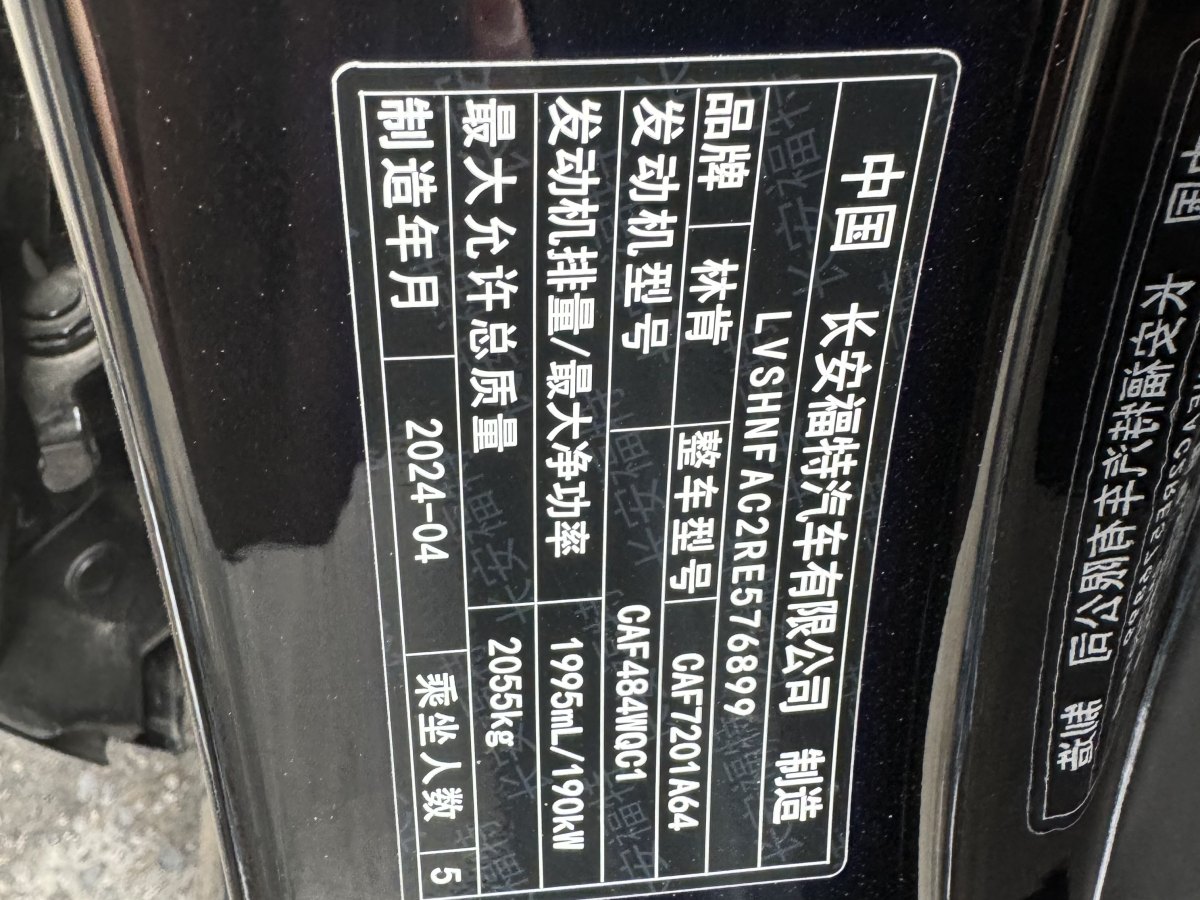 中国 长安福特汽车有限公司 制造
LVSHNFAC2RE576899
品牌 林肯 整车型号 CAF7201A64
发动机型号 CAF484WQC1
发动机排量/最大净功率 1995mL/190kW
最大允许总质量 2055kg
制造年月 2024-04 乘坐人数 5